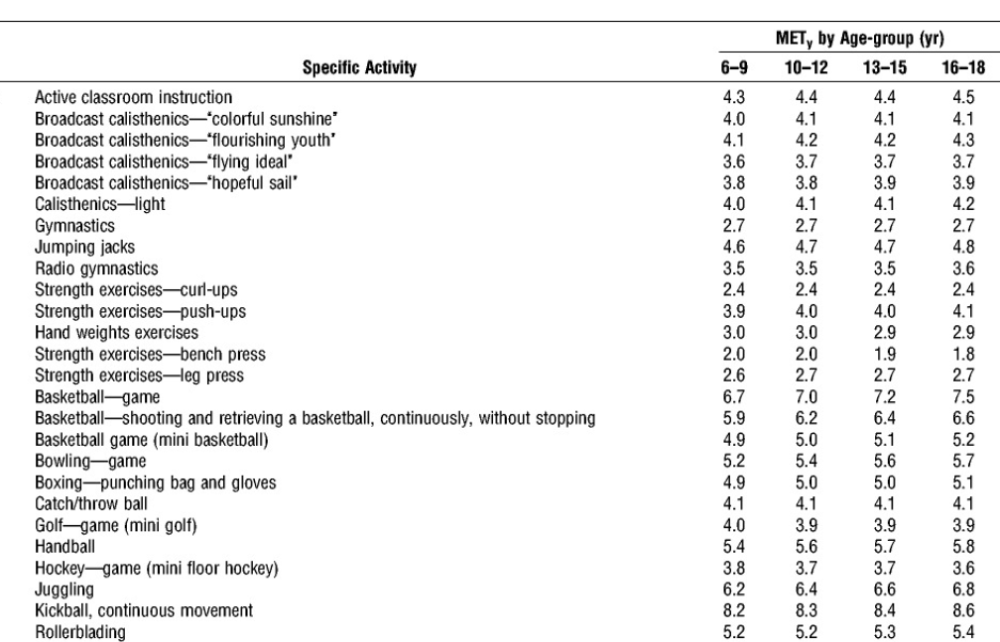 METy by Age-group (yr)
Specific Activity 6–9 10–12 13–15 16–18
Active classroom instruction 4.3 4.4 4.4 4.5
Broadcast calisthenics—"colorful sunshine" 4.0 4.1 4.1 4.1
Broadcast calisthenics—"flourishing youth" 4.1 4.2 4.2 4.3
Broadcast calisthenics—"flying ideal" 3.6 3.7 3.7 3.7
Broadcast calisthenics—"hopeful sail" 3.8 3.8 3.9 3.9
Calisthenics—light 4.0 4.1 4.1 4.2
Gymnastics 2.7 2.7 2.7 2.7
Jumping jacks 4.6 4.7 4.7 4.8
Radio gymnastics 3.5 3.5 3.5 3.6
Strength exercises—curl-ups 2.4 2.4 2.4 2.4
Strength exercises—push-ups 3.9 4.0 4.0 4.1
Hand weights exercises 3.0 3.0 2.9 2.9
Strength exercises—bench press 2.0 2.0 1.9 1.8
Strength exercises—leg press 2.6 2.7 2.7 2.7
Basketball—game 6.7 7.0 7.2 7.5
Basketball—shooting and retrieving a basketball, continuously, without stopping 5.9 6.2 6.4 6.6
Basketball game (mini basketball) 4.9 5.0 5.1 5.2
Bowling—game 5.2 5.4 5.6 5.7
Boxing—punching bag and gloves 4.9 5.0 5.0 5.1
Catch/throw ball 4.1 4.1 4.1 4.1
Golf—game (mini golf) 4.0 3.9 3.9 3.9
Handball 5.4 5.6 5.7 5.8
Hockey—game (mini floor hockey) 3.8 3.7 3.7 3.6
Juggling 6.2 6.4 6.6 6.8
Kickball, continuous movement 8.2 8.3 8.4 8.6
Rollerblading 5.2 5.2 5.3 5.4